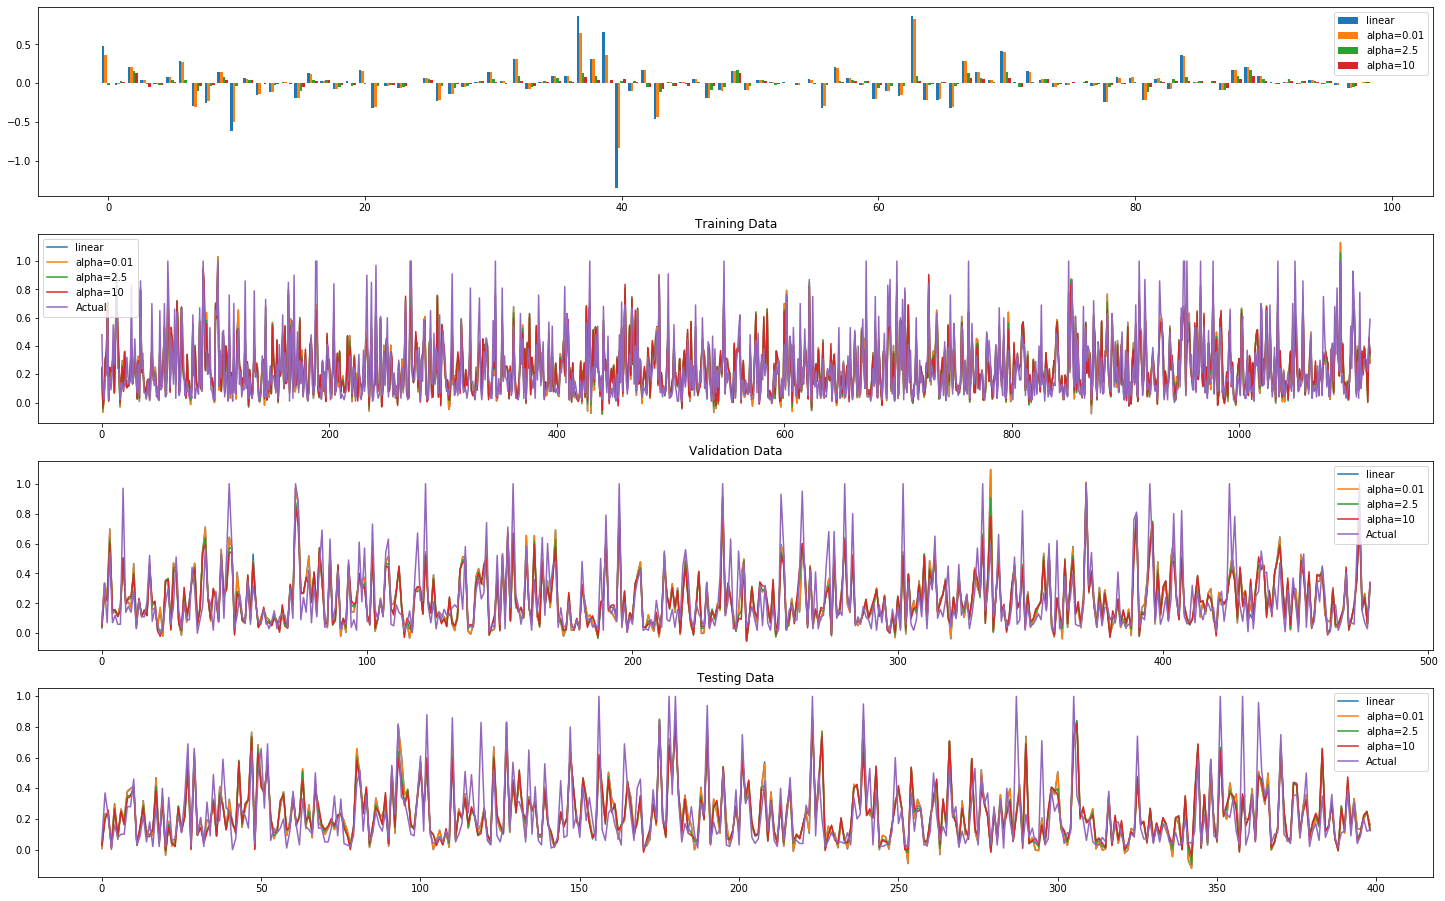 0.5
0.0
−0.5
−1.0
0
20
40
60
80
100
linear
alpha=0.01
alpha=2.5
alpha=10
Training Data
1.0
0.8
0.6
0.4
0.2
0.0
0
200
400
600
800
1000
linear
alpha=0.01
alpha=2.5
alpha=10
Actual
Validation Data
1.0
0.8
0.6
0.4
0.2
0.0
0
100
200
300
400
500
linear
alpha=0.01
alpha=2.5
alpha=10
Actual
Testing Data
1.0
0.8
0.6
0.4
0.2
0.0
0
50
100
150
200
250
300
350
400
linear
alpha=0.01
alpha=2.5
alpha=10
Actual